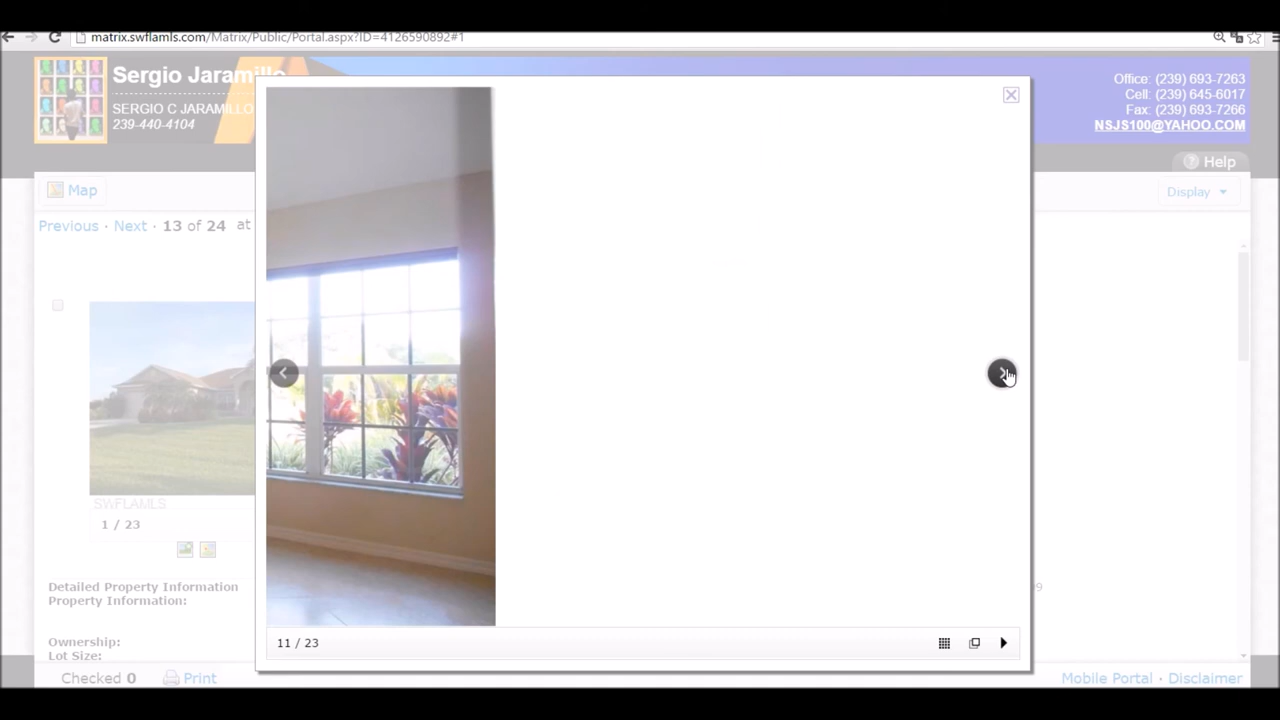 matrix.swflamls.com/Matrix/Public/Portal.aspx?ID=4126590892#1
Sergio Jaramillo
SERGIO C JARAMILLO
239-440-4104
Office: (239) 693-7263
Cell: (239) 645-6017
Fax: (239) 693-7266
NSJS100@YAHOO.COM
Help
Map
Display
Previous · Next · 13 of 24 at
SWFLAMLS
1 / 23
Detailed Property Information
Property Information:
Ownership:
Lot Size:
11 / 23
Checked 0 Print
Mobile Portal · Disclaimer